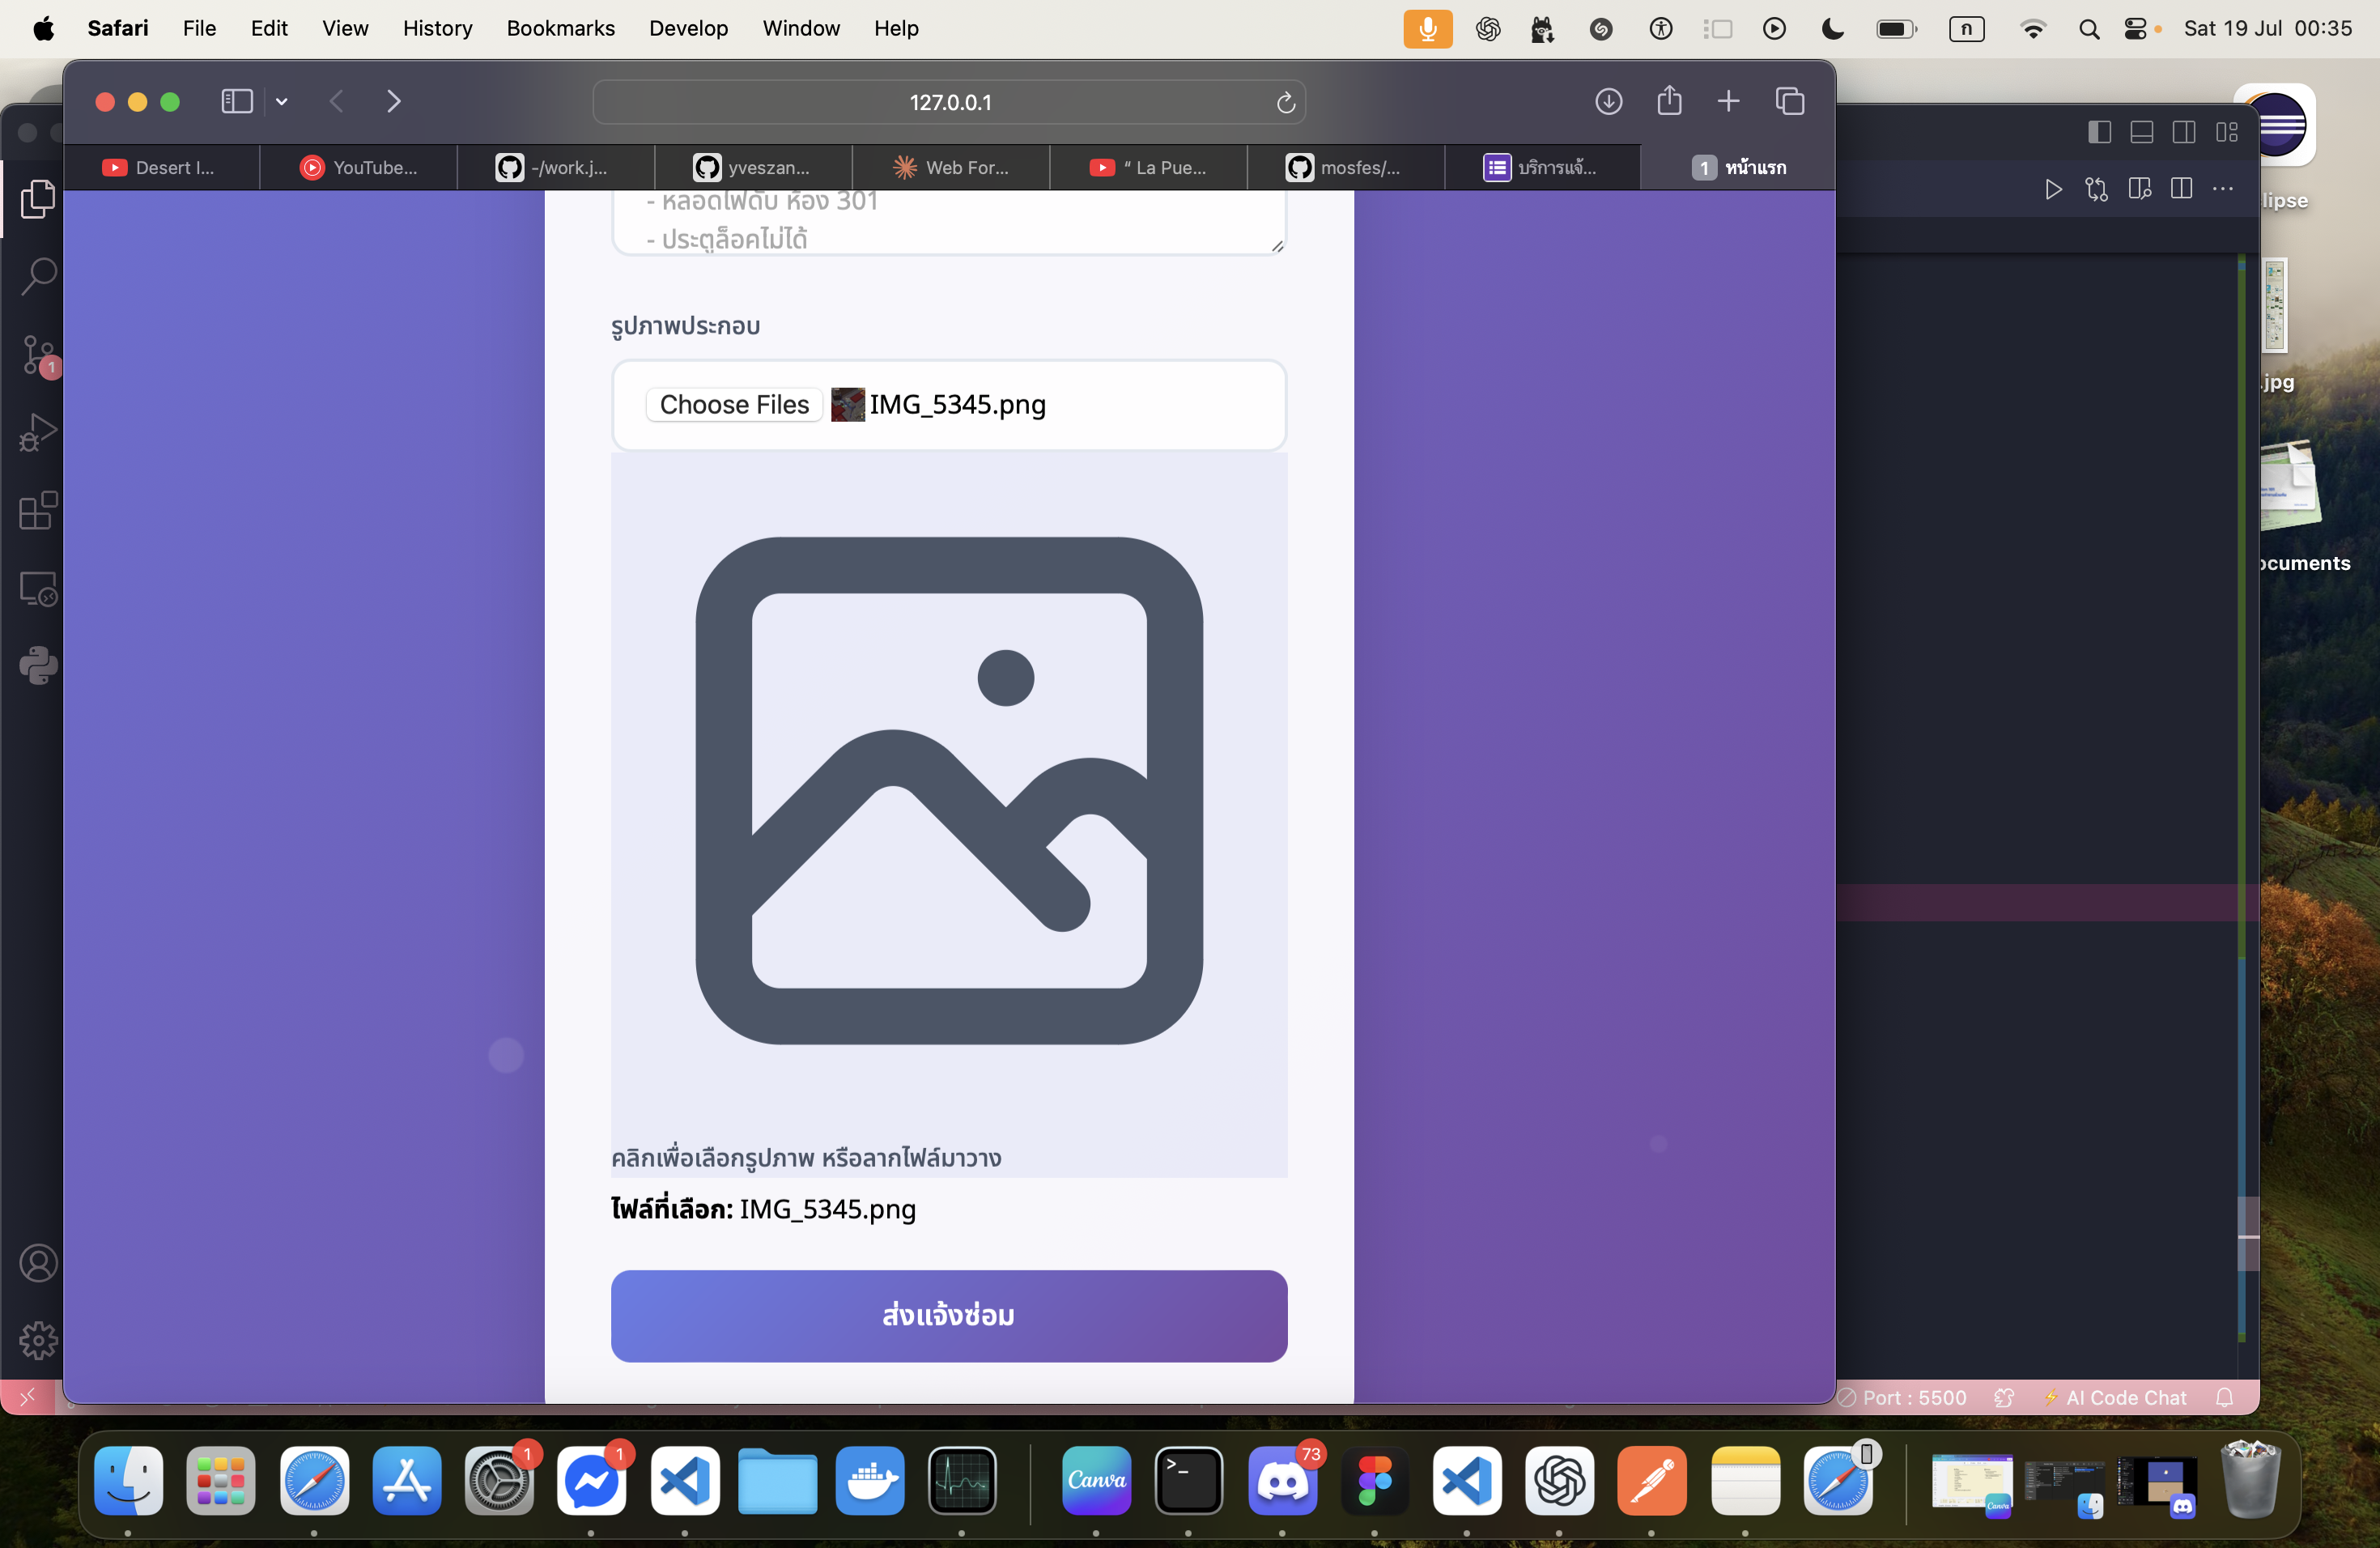 Safari File Edit View History Bookmarks Develop Window Help ก Sat 19 Jul 00:35
127.0.0.1
Desert I... YouTube... -/work.j... yveszan... Web For... “ La Pue... mosfes/... บริการแจ้... 1 หน้าแรก
- หลอดไฟดับ ห้อง 301
- ประตูล็อคไม่ได้
รูปภาพประกอบ
Choose Files IMG_5345.png
คลิกเพื่อเลือกรูปภาพ หรือลากไฟล์มาวาง
ไฟล์ที่เลือก: IMG_5345.png
ส่งแจ้งซ่อม
1
lipse
.jpg
ocuments
Port : 5500 ⚡ AI Code Chat
1 1 73
Canva
>_